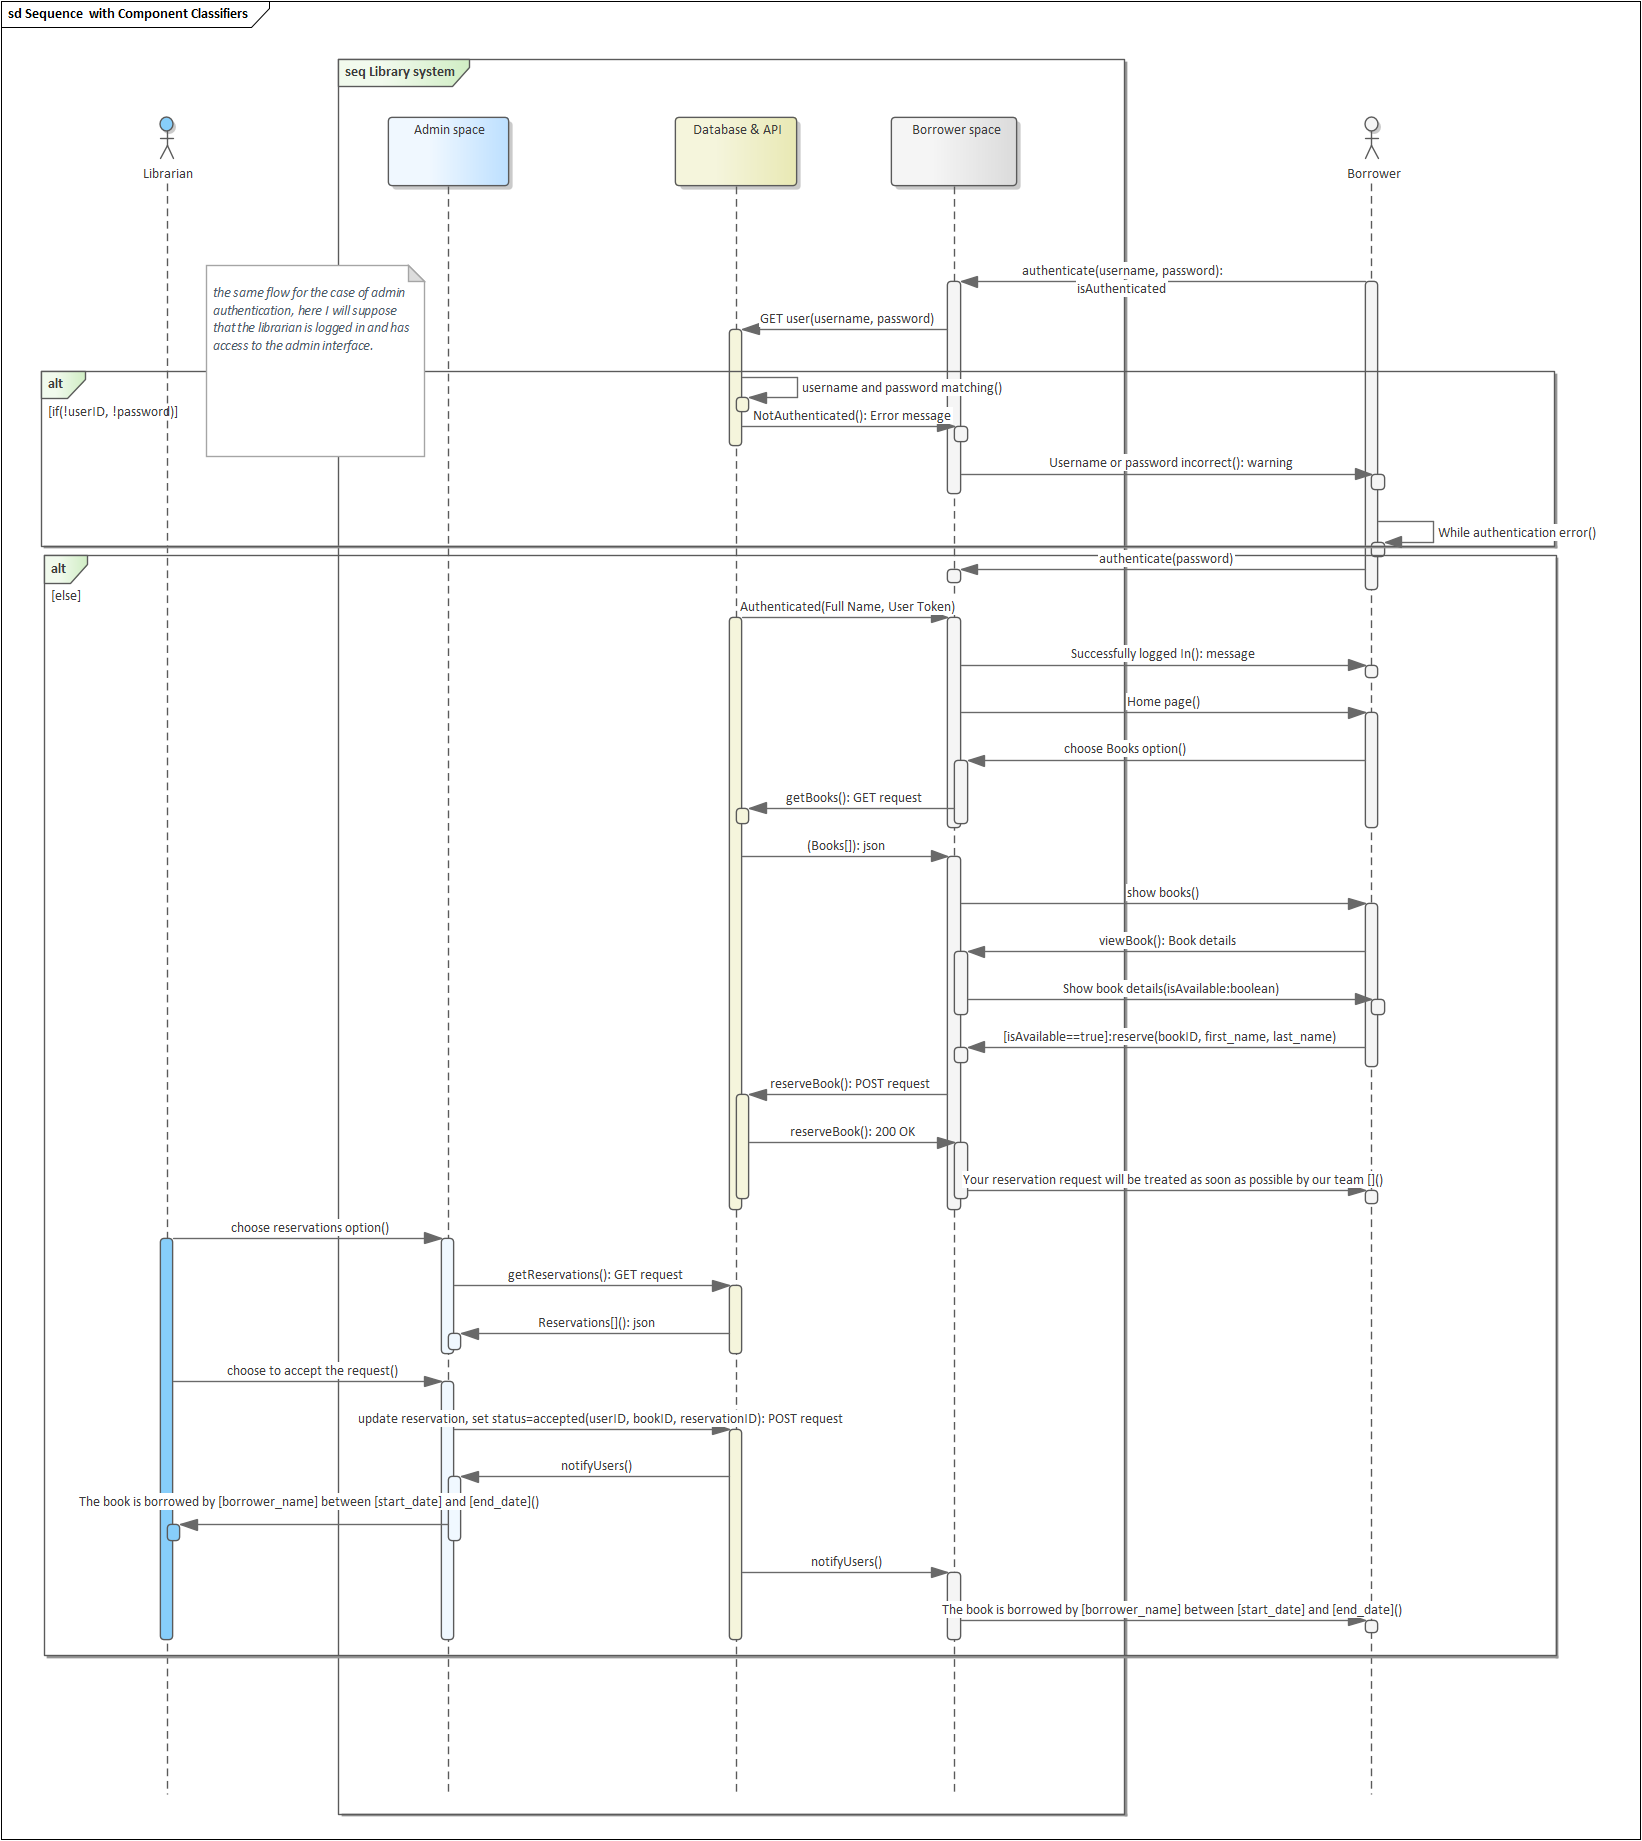 sd Sequence with Component Classifiers
seq Library system
Librarian
Admin space
Database & API
Borrower space
Borrower
authenticate(username, password):
isAuthenticated
the same flow for the case of admin
authentication, here I will suppose
that the librarian is logged in and has
access to the admin interface.
GET user(username, password)
alt
[if(!userID, !password)]
username and password matching()
NotAuthenticated(): Error message
Username or password incorrect(): warning
While authentication error()
alt
[else]
authenticate(password)
Authenticated(Full Name, User Token)
Successfully logged In(): message
Home page()
choose Books option()
getBooks(): GET request
(Books[]): json
show books()
viewBook(): Book details
Show book details(isAvailable:boolean)
[isAvailable==true]:reserve(bookID, first_name, last_name)
reserveBook(): POST request
reserveBook(): 200 OK
Your reservation request will be treated as soon as possible by our team []()
choose reservations option()
getReservations(): GET request
Reservations[](): json
choose to accept the request()
update reservation, set status=accepted(userID, bookID, reservationID): POST request
notifyUsers()
The book is borrowed by [borrower_name] between [start_date] and [end_date]()
notifyUsers()
The book is borrowed by [borrower_name] between [start_date] and [end_date]()